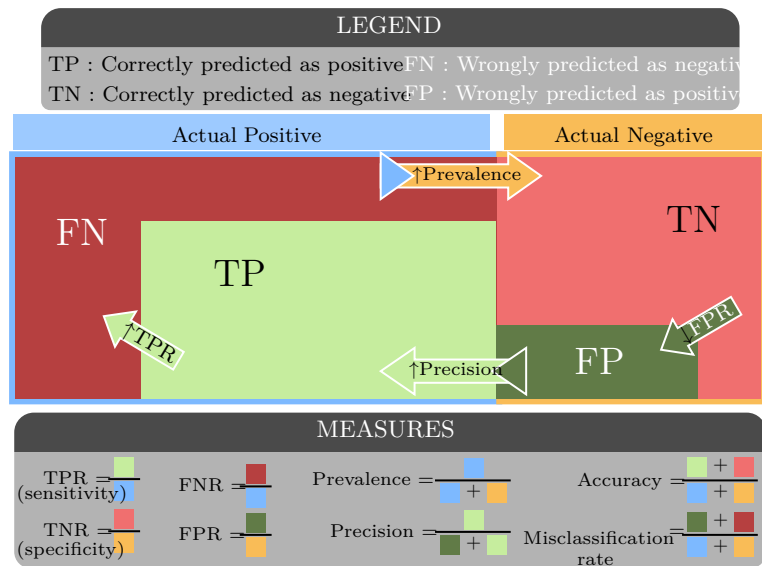 LEGEND
TP : Correctly predicted as positive FN : Wrongly predicted as negativ
TN : Correctly predicted as negative FP : Wrongly predicted as positiv
Actual Positive Actual Negative
↑Prevalence
FN TN
TP
↑TPR ↓FPR
↑Precision FP
MEASURES
TPR =
(sensitivity)
FNR =
Prevalence =
+
Accuracy =
+
+
TNR =
(specificity)
FPR =
Precision =
+
Misclassification
rate
=
+
+